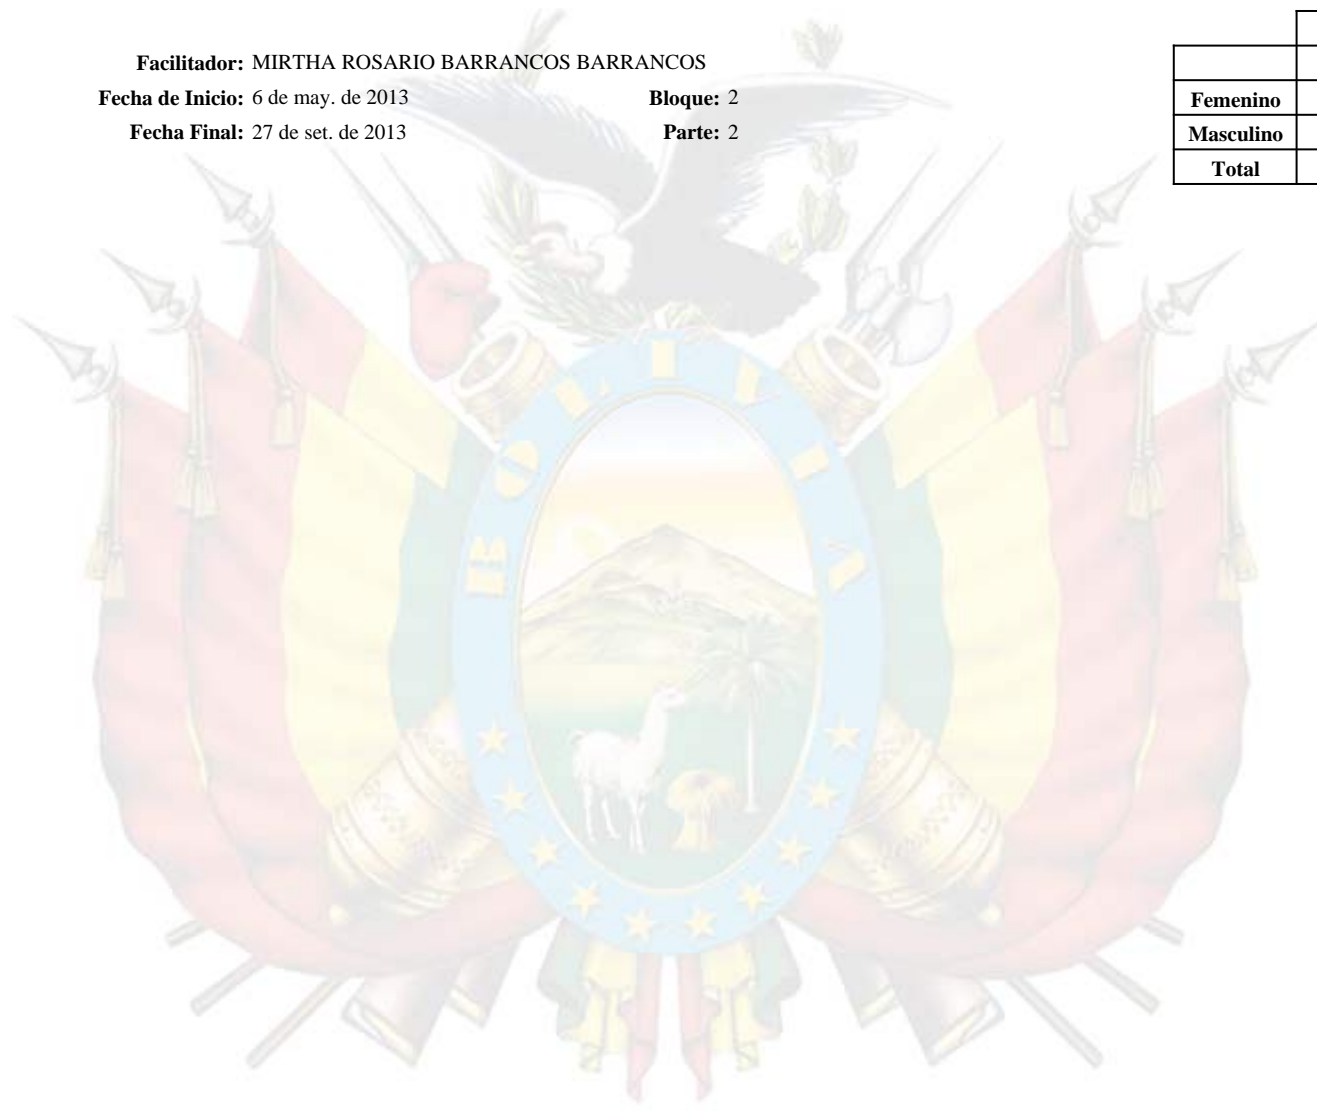 Facilitador: MIRTHA ROSARIO BARRANCOS BARRANCOS
Fecha de Inicio: 6 de may. de 2013 Bloque: 2
Fecha Final: 27 de set. de 2013 Parte: 2
Femenino
Masculino
Total
BOLIVIA